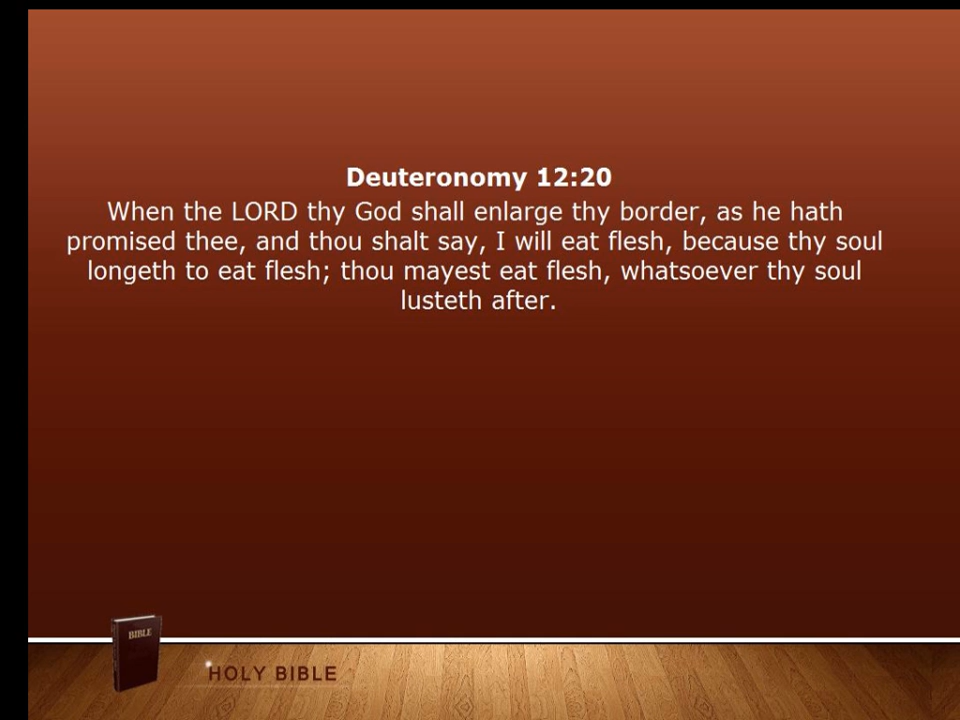 Deuteronomy 12:20
When the LORD thy God shall enlarge thy border, as he hath
promised thee, and thou shalt say, I will eat flesh, because thy soul
longeth to eat flesh; thou mayest eat flesh, whatsoever thy soul
lusteth after.
BIBLE
HOLY BIBLE